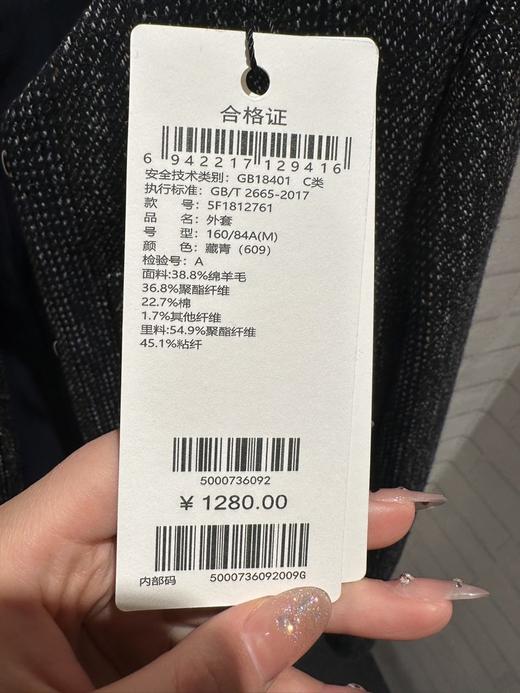 合格证
6 942217 129416
安全技术类别: GB18401 C类
执行标准: GB/T 2665-2017
款 号: 5F1812761
品 名: 外套
号 型: 160/84A(M)
颜 色: 藏青 (609)
检验号: A
面料:38.8%绵羊毛
36.8%聚酯纤维
22.7%棉
1.7%其他纤维
里料:54.9%聚酯纤维
45.1%粘纤
5000736092
¥ 1280.00
内部码 5000736092009G